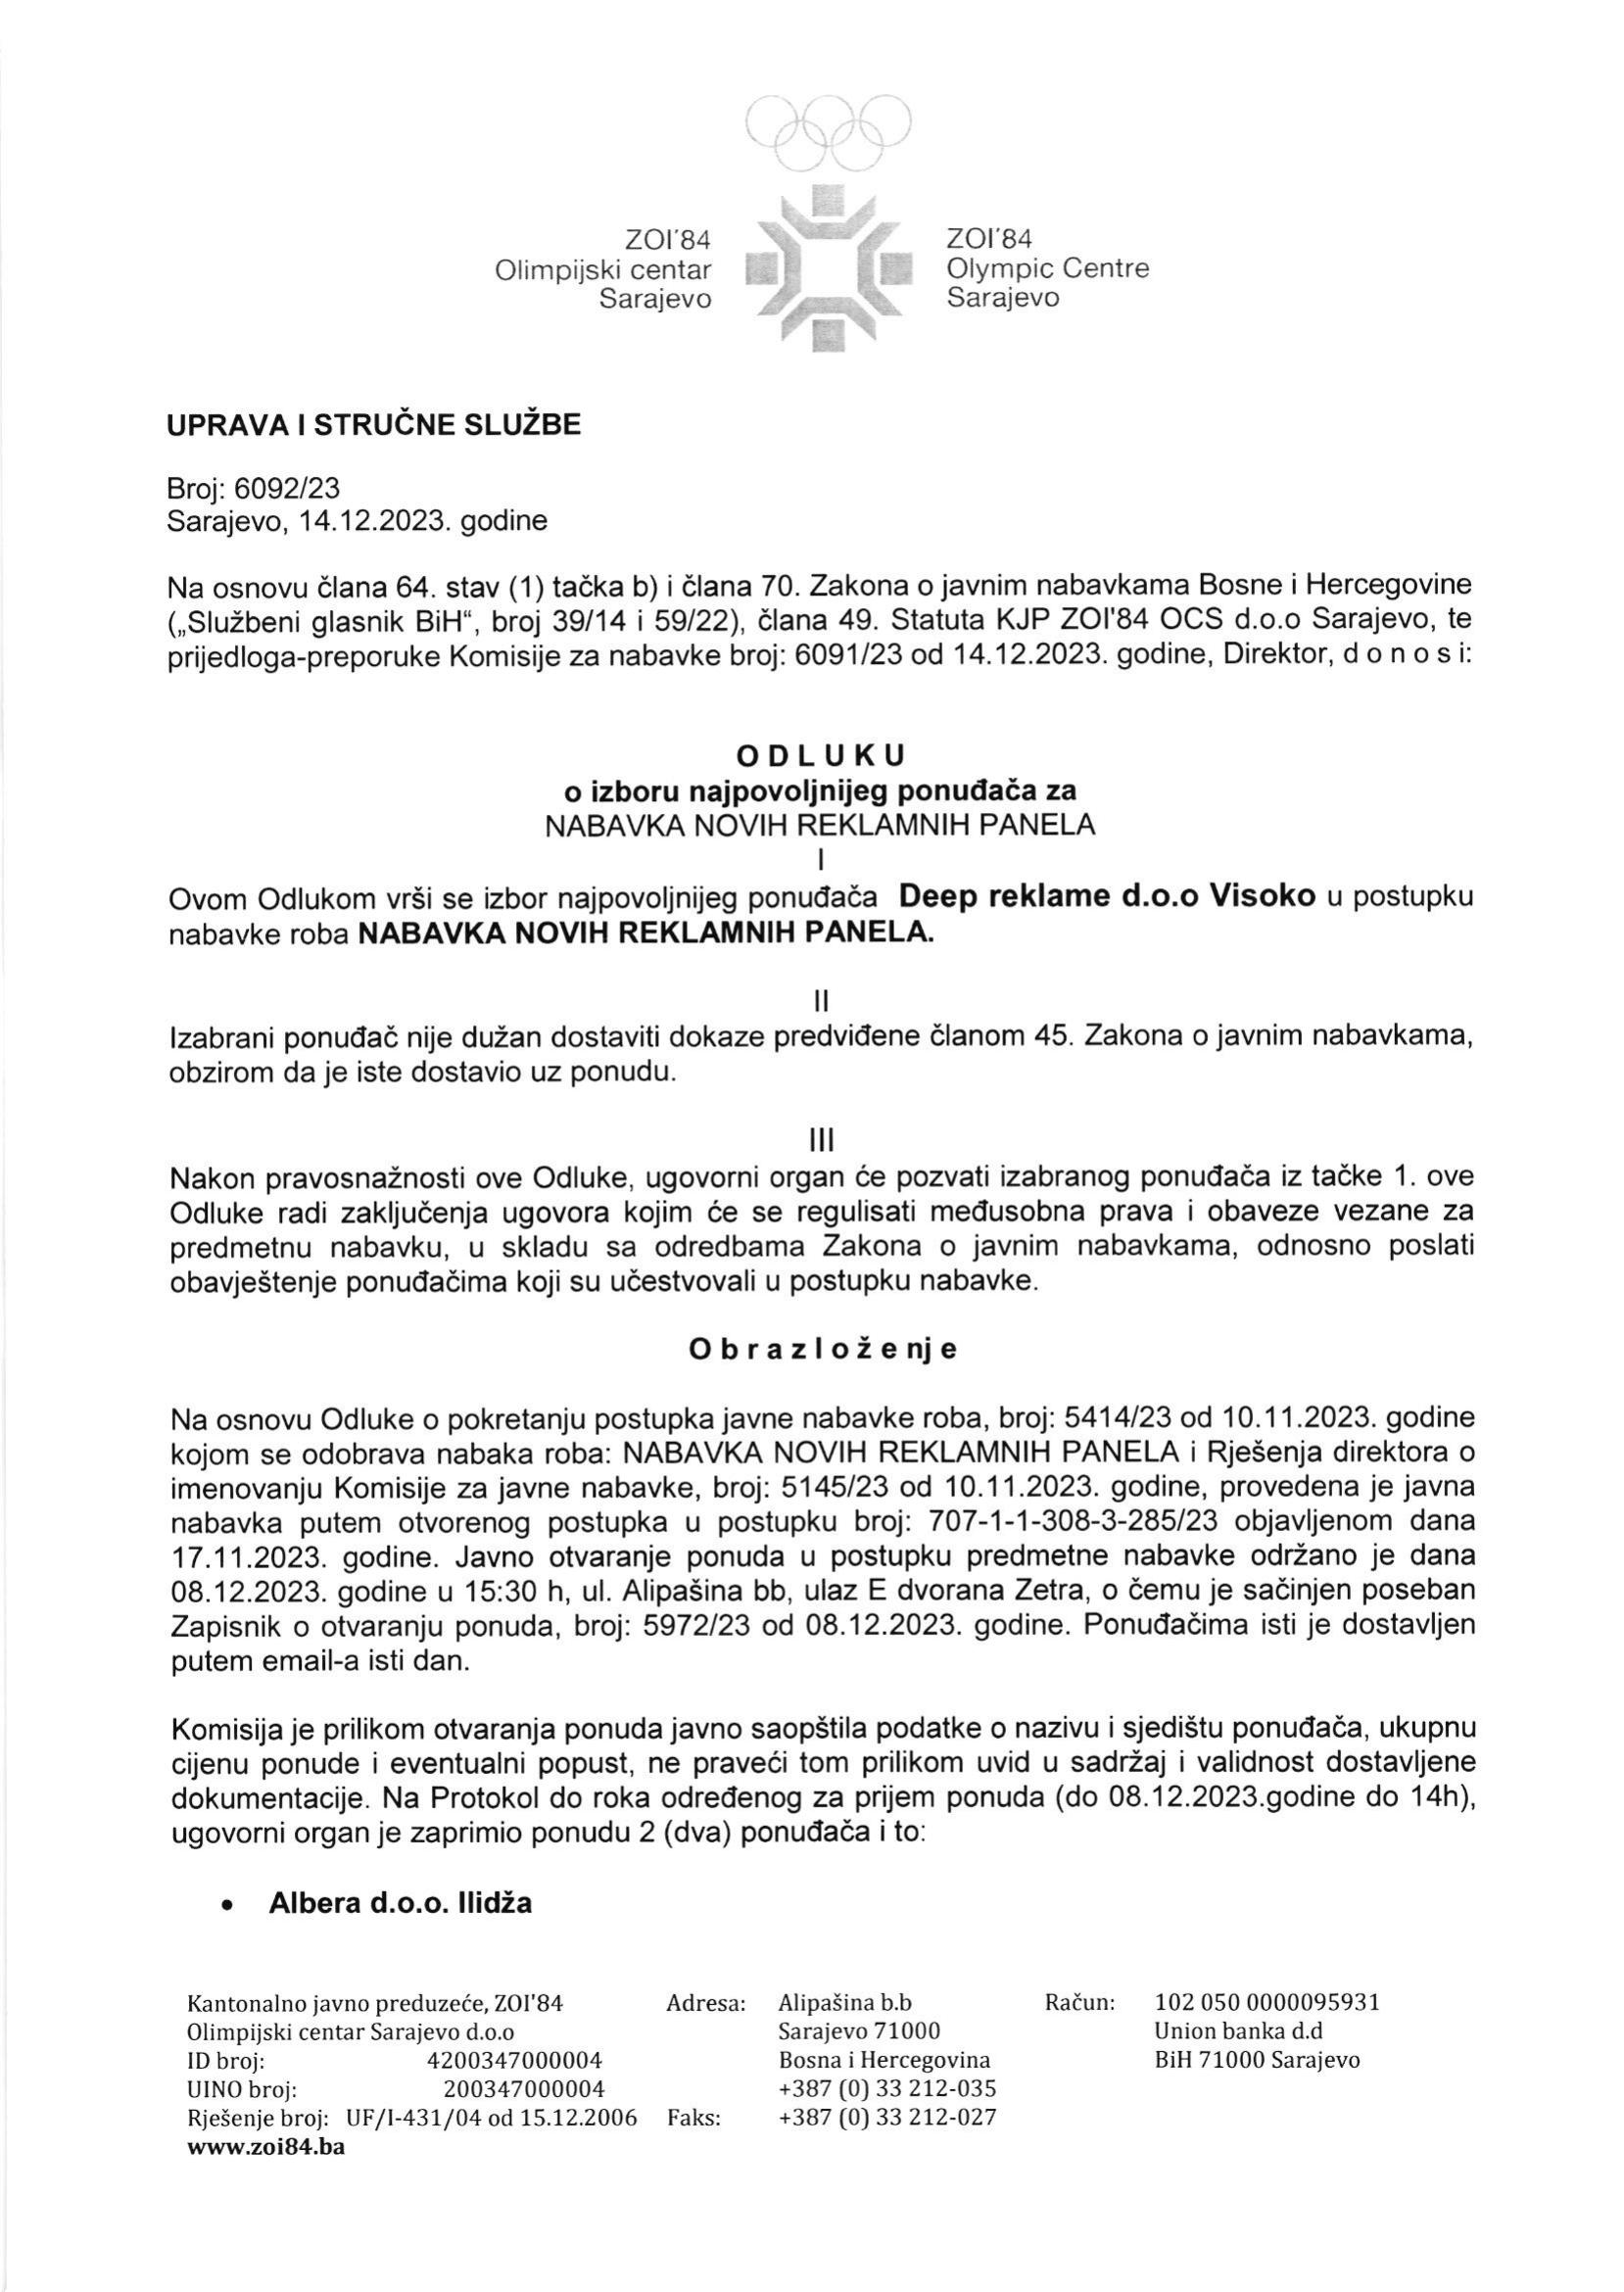 ZOI'84
Olimpijski centar
Sarajevo
ZOI'84
Olympic Centre
Sarajevo
UPRAVA I STRUČNE SLUŽBE
Broj: 6092/23
Sarajevo, 14.12.2023. godine
Na osnovu člana 64. stav (1) tačka b) i člana 70. Zakona o javnim nabavkama Bosne i Hercegovine
(„Službeni glasnik BiH“, broj 39/14 i 59/22), člana 49. Statuta KJP ZOI'84 OCS d.o.o Sarajevo, te
prijedloga-preporuke Komisije za nabavke broj: 6091/23 od 14.12.2023. godine, Direktor, d o n o s i:
O D L U K U
o izboru najpovoljnijeg ponuđača za
NABAVKA NOVIH REKLAMNIH PANELA
I
Ovom Odlukom vrši se izbor najpovoljnijeg ponuđača Deep reklame d.o.o Visoko u postupku
nabavke roba NABAVKA NOVIH REKLAMNIH PANELA.
II
Izabrani ponuđač nije dužan dostaviti dokaze predviđene članom 45. Zakona o javnim nabavkama,
obzirom da je iste dostavio uz ponudu.
III
Nakon pravosnažnosti ove Odluke, ugovorni organ će pozvati izabranog ponuđača iz tačke 1. ove
Odluke radi zaključenja ugovora kojim će se regulisati međusobna prava i obaveze vezane za
predmetnu nabavku, u skladu sa odredbama Zakona o javnim nabavkama, odnosno poslati
obavještenje ponuđačima koji su učestvovali u postupku nabavke.
O b r a z l o ž e nj e
Na osnovu Odluke o pokretanju postupka javne nabavke roba, broj: 5414/23 od 10.11.2023. godine
kojom se odobrava nabaka roba: NABAVKA NOVIH REKLAMNIH PANELA i Rješenja direktora o
imenovanju Komisije za javne nabavke, broj: 5145/23 od 10.11.2023. godine, provedena je javna
nabavka putem otvorenog postupka u postupku broj: 707-1-1-308-3-285/23 objavljenom dana
17.11.2023. godine. Javno otvaranje ponuda u postupku predmetne nabavke održano je dana
08.12.2023. godine u 15:30 h, ul. Alipašina bb, ulaz E dvorana Zetra, o čemu je sačinjen poseban
Zapisnik o otvaranju ponuda, broj: 5972/23 od 08.12.2023. godine. Ponuđačima isti je dostavljen
putem email-a isti dan.
Komisija je prilikom otvaranja ponuda javno saopštila podatke o nazivu i sjedištu ponuđača, ukupnu
cijenu ponude i eventualni popust, ne praveći tom prilikom uvid u sadržaj i validnost dostavljene
dokumentacije. Na Protokol do roka određenog za prijem ponuda (do 08.12.2023.godine do 14h),
ugovorni organ je zaprimio ponudu 2 (dva) ponuđača i to:
• Albera d.o.o. Ilidža
Kantonalno javno preduzeće, ZOI'84 Adresa: Alipašina b.b Račun: 102 050 0000095931
Olimpijski centar Sarajevo d.o.o Sarajevo 71000 Union banka d.d
ID broj: 4200347000004 Bosna i Hercegovina BiH 71000 Sarajevo
UINO broj: 200347000004 +387 (0) 33 212-035
Rješenje broj: UF/I-431/04 od 15.12.2006 Faks: +387 (0) 33 212-027
www.zoi84.ba